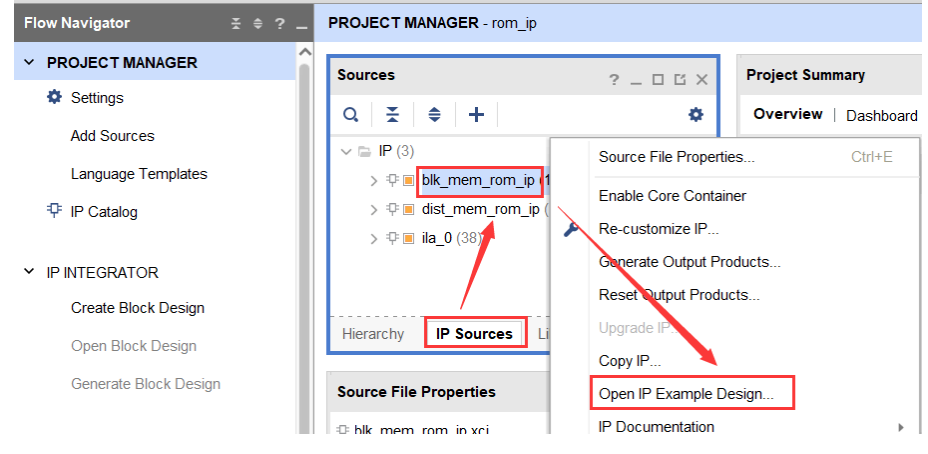 Flow Navigator ?
PROJECT MANAGER - rom_ip
PROJECT MANAGER
Settings
Add Sources
Language Templates
IP Catalog
IP INTEGRATOR
Create Block Design
Open Block Design
Generate Block Design
Sources ?
IP (3)
blk_mem_rom_ip (1
dist_mem_rom_ip (
ila_0 (38)
Hierarchy IP Sources Li
Source File Properties
blk_mem_rom_ip.xci
Project Summary
Overview | Dashboard
Source File Properties... Ctrl+E
Enable Core Container
Re-customize IP...
Generate Output Products...
Reset Output Products...
Upgrade IP...
Copy IP...
Open IP Example Design...
IP Documentation